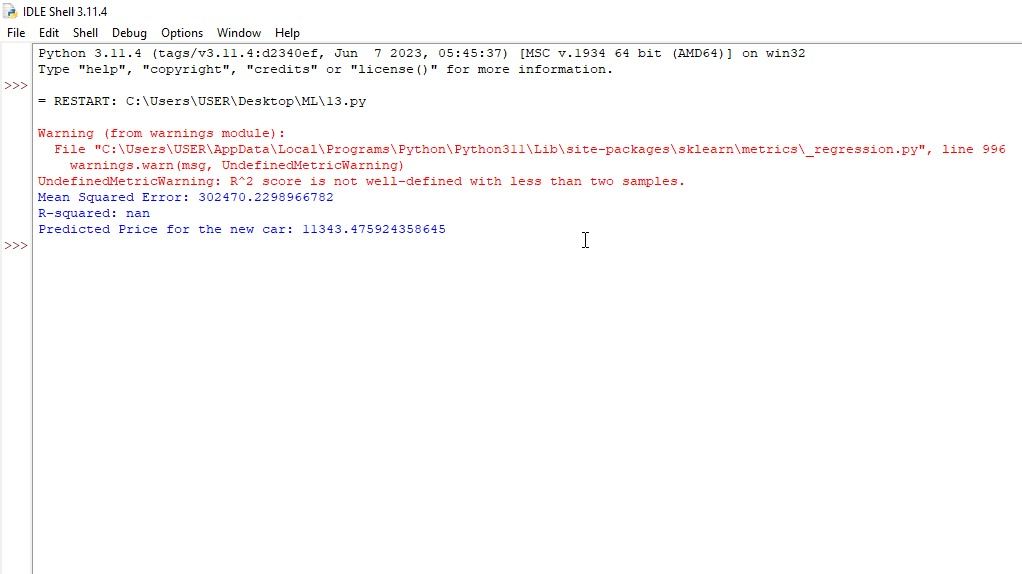 IDLE Shell 3.11.4
File Edit Shell Debug Options Window Help
Python 3.11.4 (tags/v3.11.4:d2340ef, Jun  7 2023, 05:45:37) [MSC v.1934 64 bit (AMD64)] on win32
Type "help", "copyright", "credits" or "license()" for more information.
>>>
= RESTART: C:\Users\USER\Desktop\ML\13.py
Warning (from warnings module):
  File "C:\Users\USER\AppData\Local\Programs\Python\Python311\Lib\site-packages\sklearn\metrics\_regression.py", line 996
    warnings.warn(msg, UndefinedMetricWarning)
UndefinedMetricWarning: R^2 score is not well-defined with less than two samples.
Mean Squared Error: 302470.2298966782
R-squared: nan
Predicted Price for the new car: 11343.475924358645
>>>